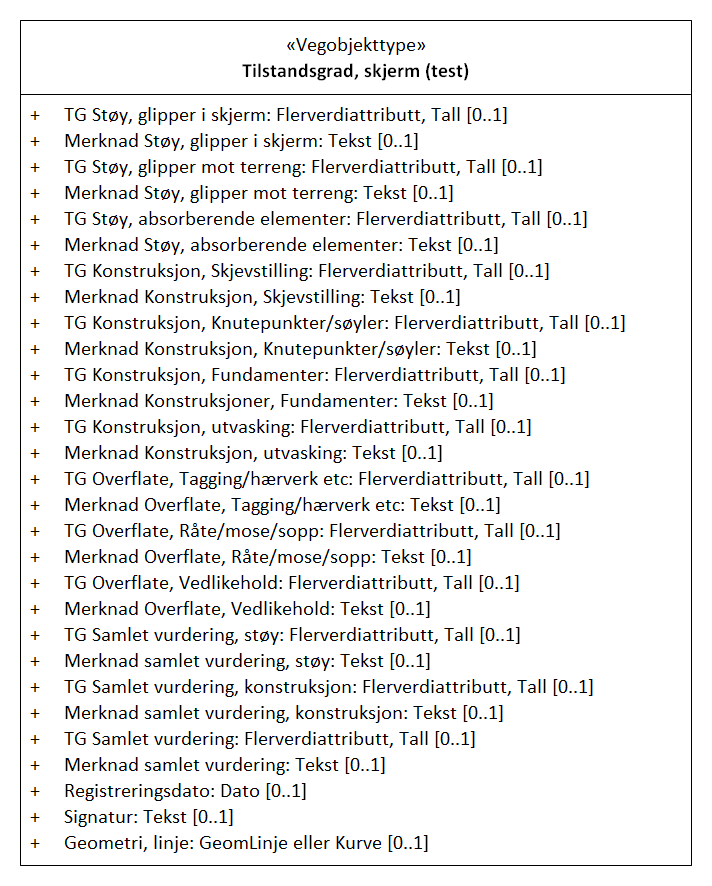 «Vegobjekttype»
Tilstandsgrad, skjerm (test)
+ TG Støy, glipper i skjerm: Flerverdiattributt, Tall [0..1]
+ Merknad Støy, glipper i skjerm: Tekst [0..1]
+ TG Støy, glipper mot terreng: Flerverdiattributt, Tall [0..1]
+ Merknad Støy, glipper mot terreng: Tekst [0..1]
+ TG Støy, absorberende elementer: Flerverdiattributt, Tall [0..1]
+ Merknad Støy, absorberende elementer: Tekst [0..1]
+ TG Konstruksjon, Skjevstilling: Flerverdiattributt, Tall [0..1]
+ Merknad Konstruksjon, Skjevstilling: Tekst [0..1]
+ TG Konstruksjon, Knutepunkter/søyler: Flerverdiattributt, Tall [0..1]
+ Merknad Konstruksjon, Knutepunkter/søyler: Tekst [0..1]
+ TG Konstruksjon, Fundamenter: Flerverdiattributt, Tall [0..1]
+ Merknad Konstruksjoner, Fundamenter: Tekst [0..1]
+ TG Konstruksjon, utvasking: Flerverdiattributt, Tall [0..1]
+ Merknad Konstruksjon, utvasking: Tekst [0..1]
+ TG Overflate, Tagging/hærverk etc: Flerverdiattributt, Tall [0..1]
+ Merknad Overflate, Tagging/hærverk etc: Tekst [0..1]
+ TG Overflate, Råte/mose/sopp: Flerverdiattributt, Tall [0..1]
+ Merknad Overflate, Råte/mose/sopp: Tekst [0..1]
+ TG Overflate, Vedlikehold: Flerverdiattributt, Tall [0..1]
+ Merknad Overflate, Vedlikehold: Tekst [0..1]
+ TG Samlet vurdering, støy: Flerverdiattributt, Tall [0..1]
+ Merknad samlet vurdering, støy: Tekst [0..1]
+ TG Samlet vurdering, konstruksjon: Flerverdiattributt, Tall [0..1]
+ Merknad samlet vurdering, konstruksjon: Tekst [0..1]
+ TG Samlet vurdering: Flerverdiattributt, Tall [0..1]
+ Merknad samlet vurdering: Tekst [0..1]
+ Registreringsdato: Dato [0..1]
+ Signatur: Tekst [0..1]
+ Geometri, linje: GeomLinje eller Kurve [0..1]